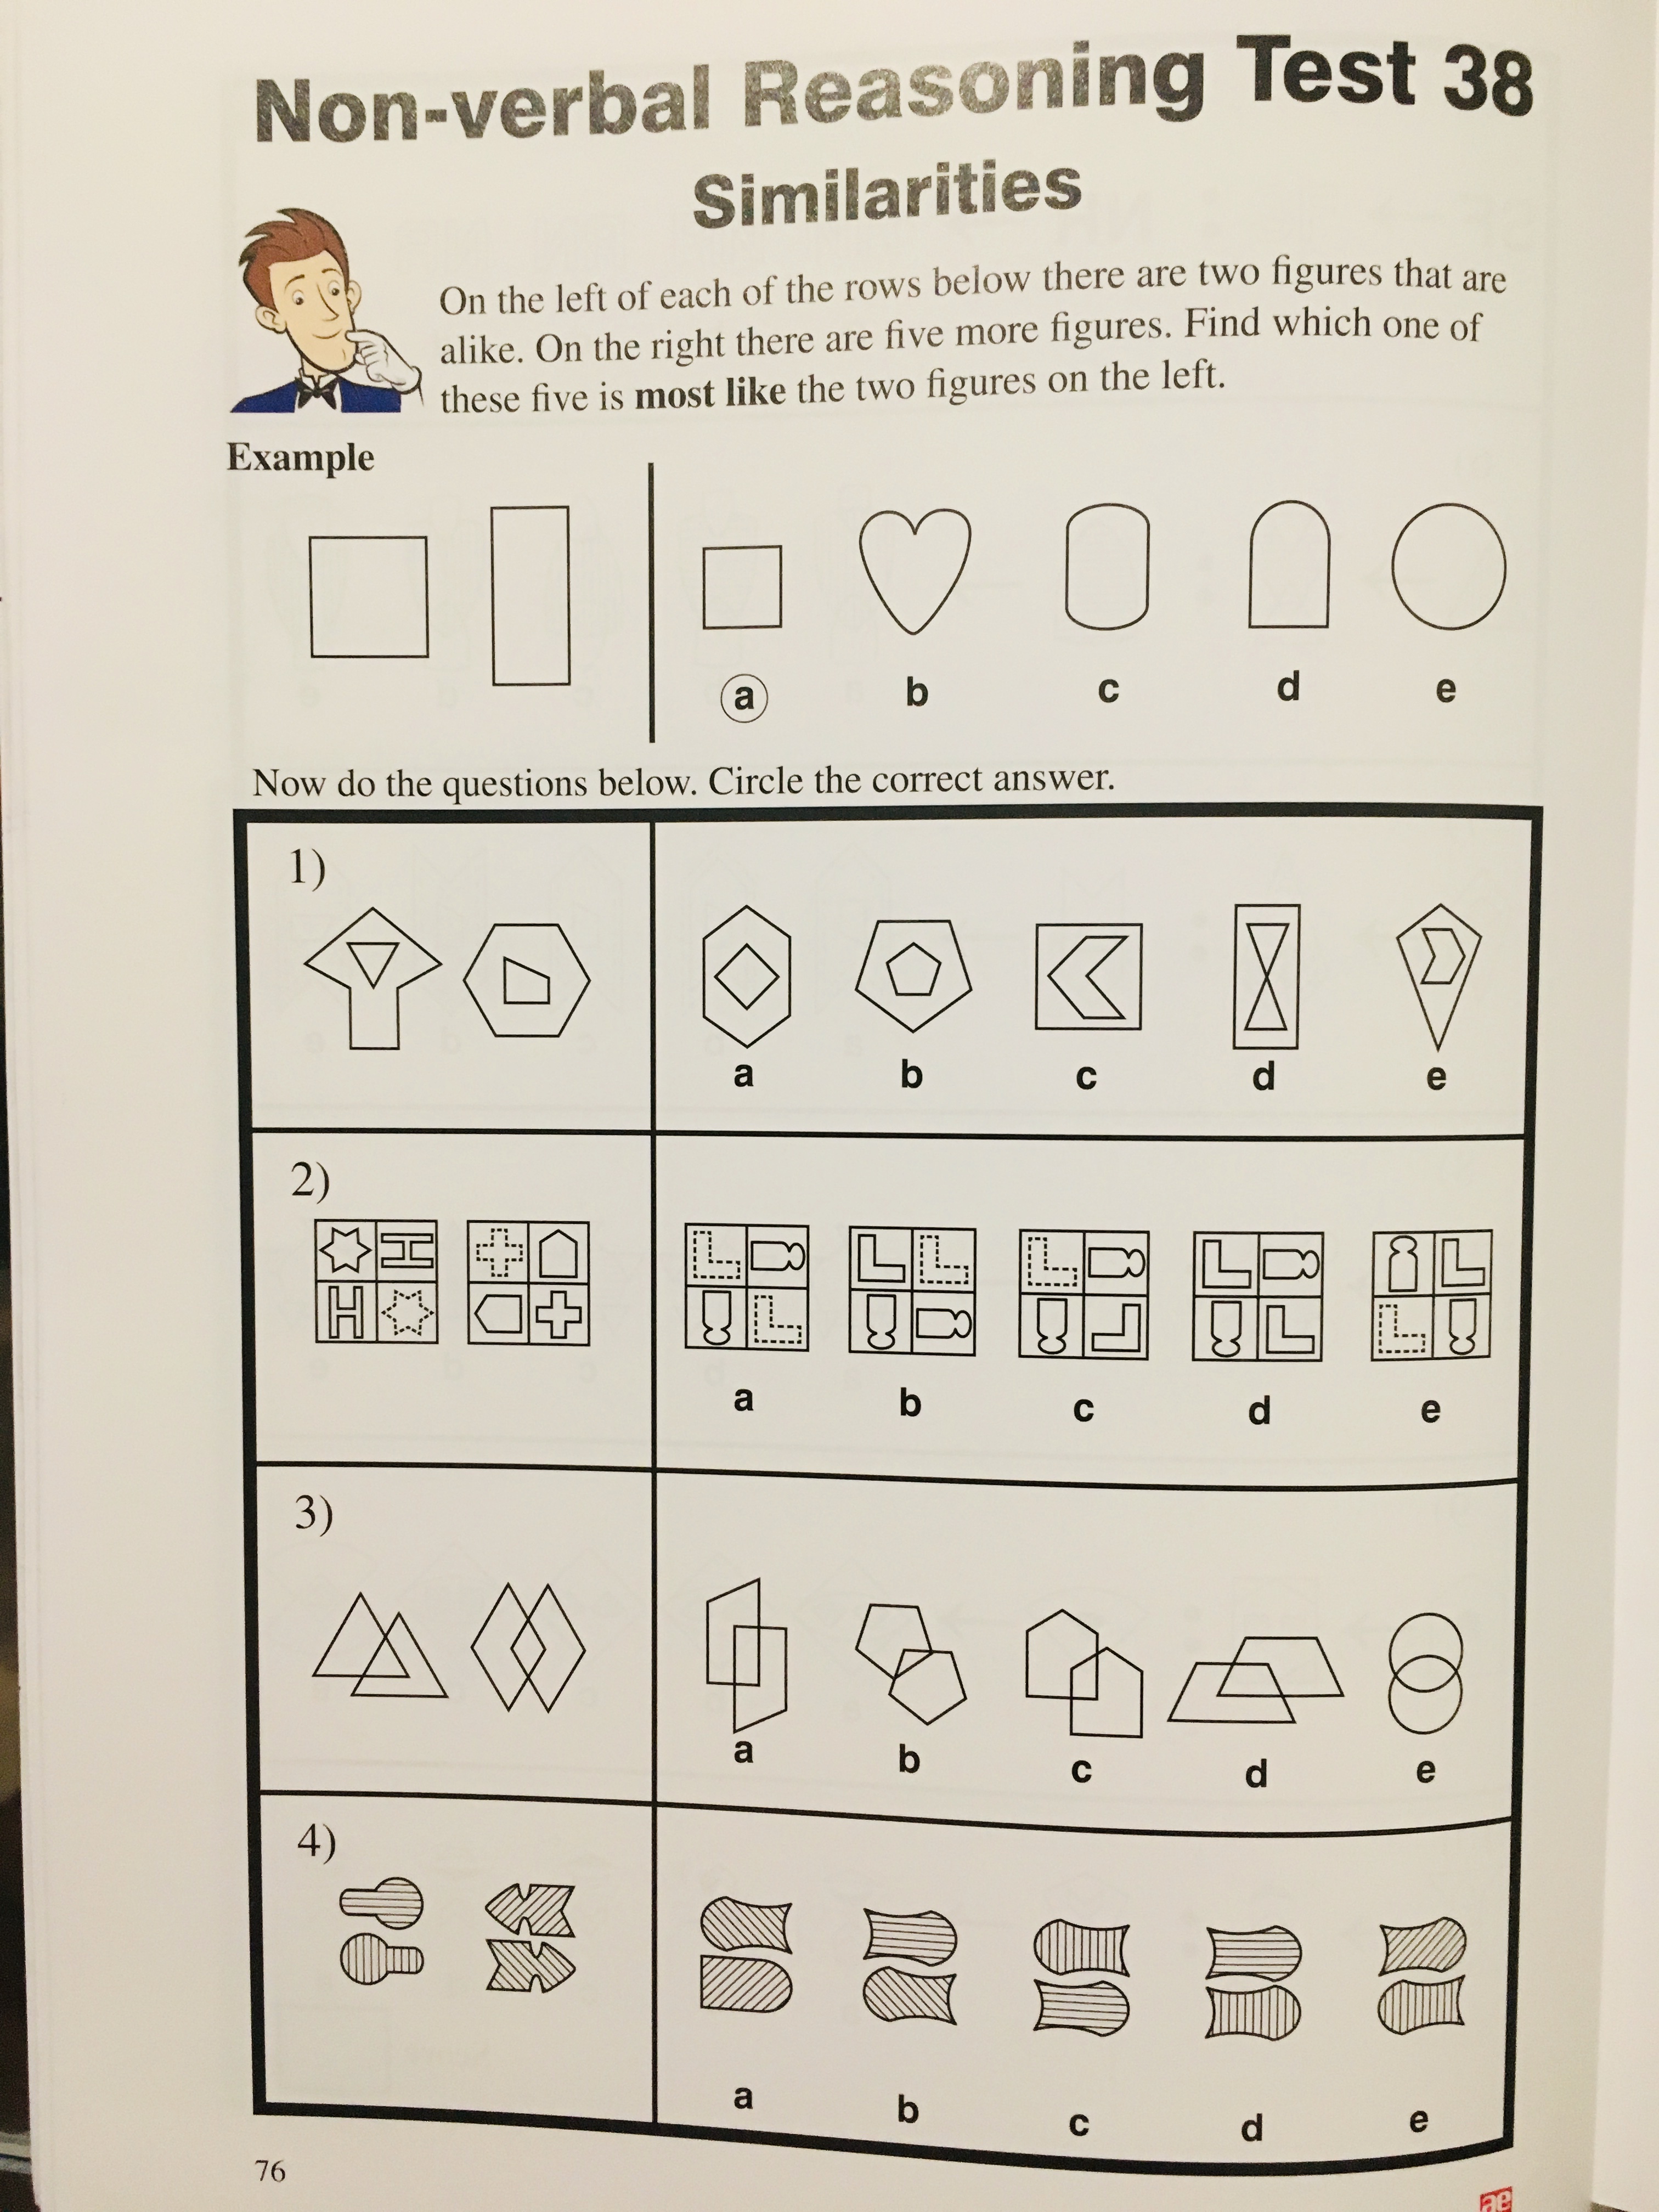 Non-verbal Reasoning Test 38
Similarities
On the left of each of the rows below there are two figures that are
alike. On the right there are five more figures. Find which one of
these five is most like the two figures on the left.
Example
a b c d e
Now do the questions below. Circle the correct answer.
1)
a b c d e
2)
a b c d e
3)
a b c d e
4)
a b c d e
76
ae